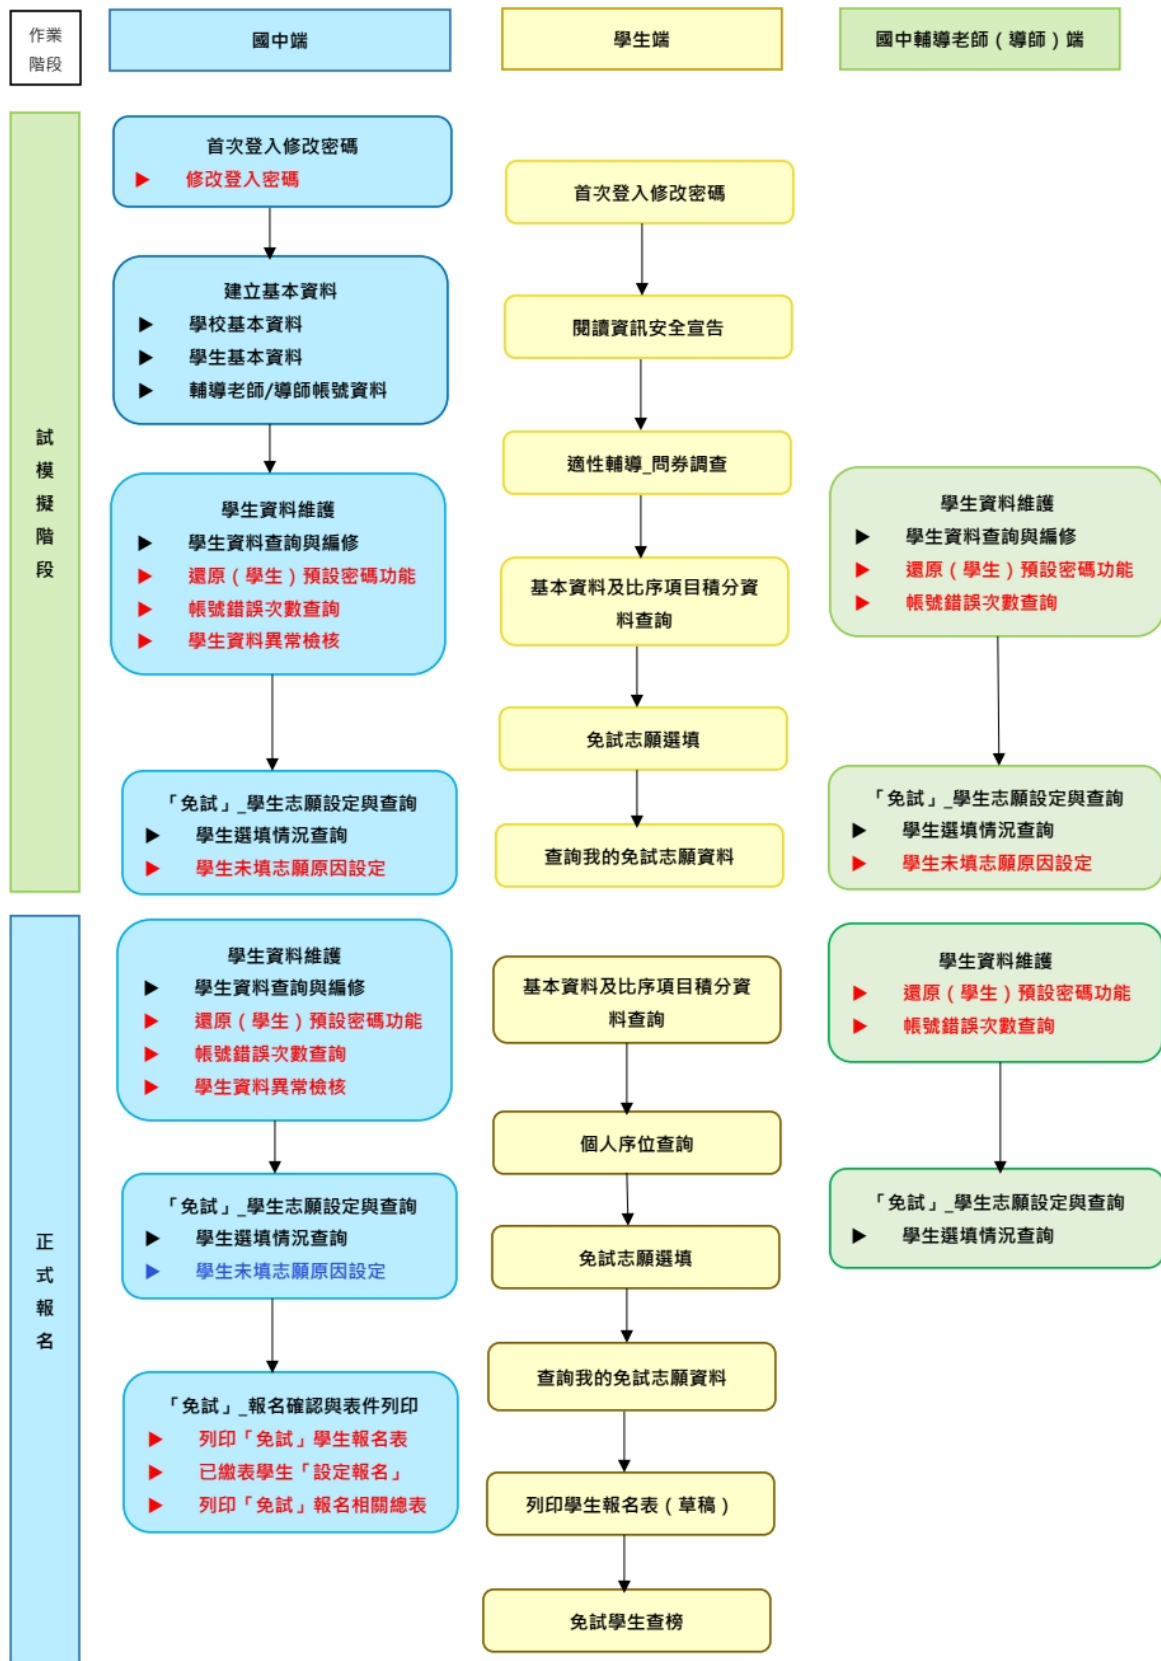 作業
階段
國中端
學生端
國中輔導老師（導師）端
試
模
擬
階
段
首次登入修改密碼
修改登入密碼
建立基本資料
學校基本資料
學生基本資料
輔導老師/導師帳號資料
學生資料維護
學生資料查詢與編修
還原（學生）預設密碼功能
帳號錯誤次數查詢
學生資料異常檢核
「免試」_學生志願設定與查詢
學生選填情況查詢
學生未填志願原因設定
首次登入修改密碼
閱讀資訊安全宣告
適性輔導_問券調查
基本資料及比序項目積分資
料查詢
免試志願選填
查詢我的免試志願資料
學生資料維護
學生資料查詢與編修
還原（學生）預設密碼功能
帳號錯誤次數查詢
「免試」_學生志願設定與查詢
學生選填情況查詢
學生未填志願原因設定
正
式
報
名
學生資料維護
學生資料查詢與編修
還原（學生）預設密碼功能
帳號錯誤次數查詢
學生資料異常檢核
「免試」_學生志願設定與查詢
學生選填情況查詢
學生未填志願原因設定
「免試」_報名確認與表件列印
列印「免試」學生報名表
已繳表學生「設定報名」
列印「免試」報名相關總表
基本資料及比序項目積分資
料查詢
個人序位查詢
免試志願選填
查詢我的免試志願資料
列印學生報名表（草稿）
免試學生查榜
學生資料維護
還原（學生）預設密碼功能
帳號錯誤次數查詢
「免試」_學生志願設定與查詢
學生選填情況查詢